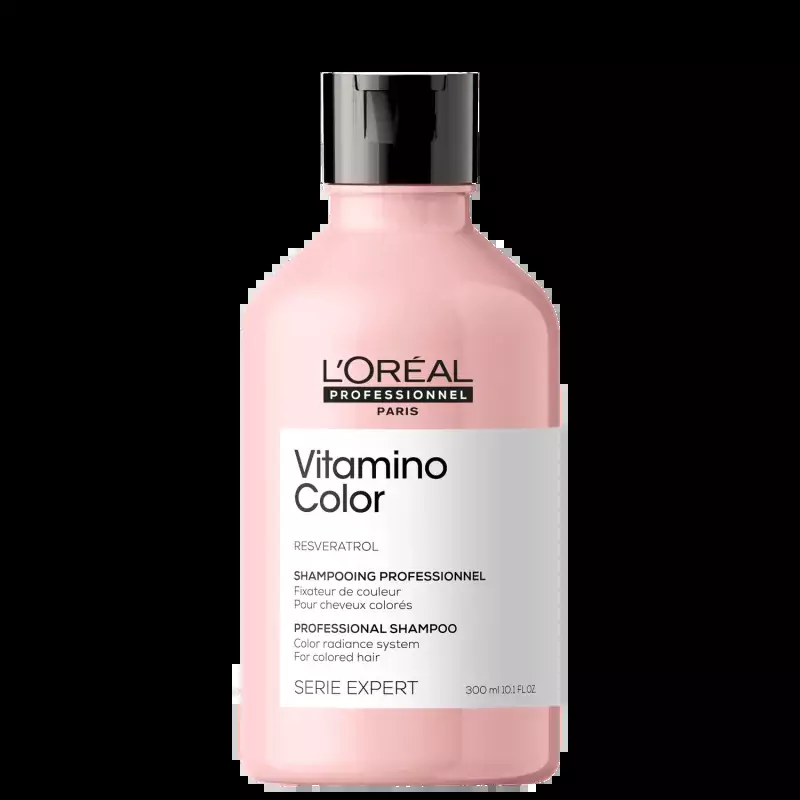 L'ORÉAL
PROFESSIONNEL
PARIS
Vitamino
Color
RESVERATROL
SHAMPOOING PROFESSIONNEL
Fixateur de couleur
Pour cheveux colorés
PROFESSIONAL SHAMPOO
Color radiance system
For colored hair
SERIE EXPERT
300 ml 10.1 FL.OZ.